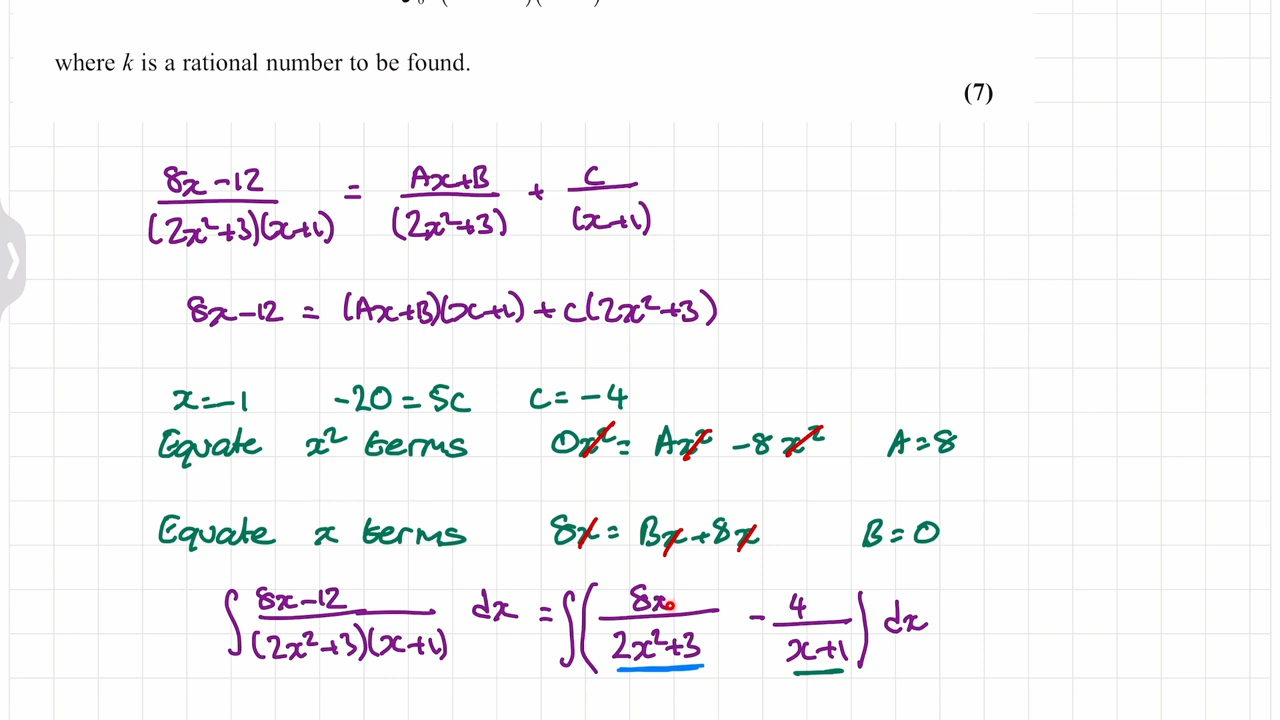 where k is a rational number to be found.
(7)
8x-12/((2x²+3)(x+1)) = Ax+B/(2x²+3) + C/(x+1)
8x-12 = (Ax+B)(x+1) + C(2x²+3)
x=-1 -20=5C C=-4
Equate x² terms 0x² = Ax² -8x² A=8
Equate x terms 8x = Bx+8x B=0
∫ 8x-12/((2x²+3)(x+1)) dx = ∫( 8x/(2x²+3) - 4/(x+1) ) dx